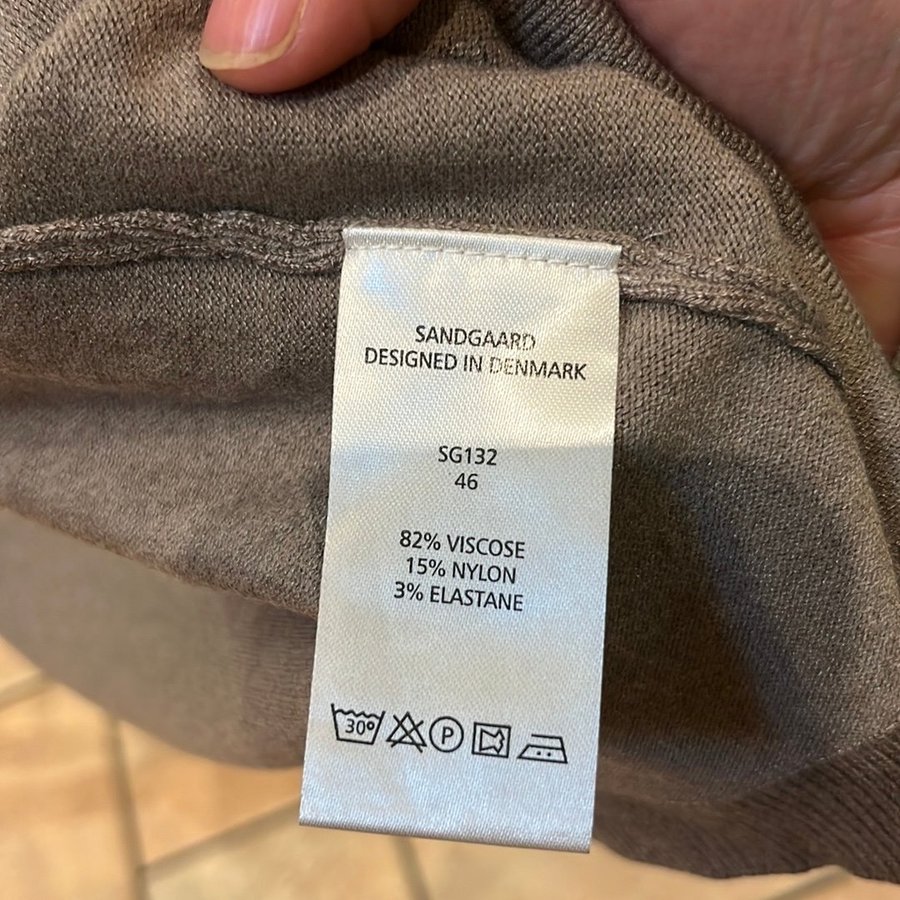 SANDGAARD
DESIGNED IN DENMARK
SG132
46
82% VISCOSE
15% NYLON
3% ELASTANE
30° P